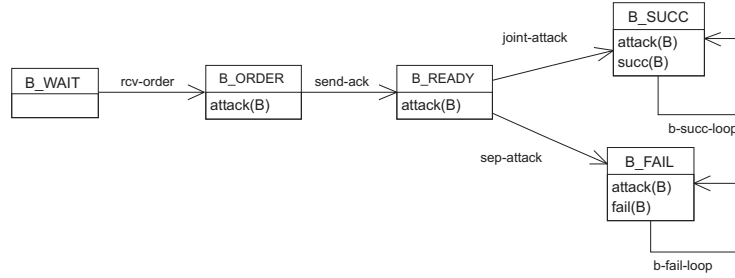 B_SUCC
attack(B)
succ(B)
joint-attack
B_WAIT
rcv-order
B_ORDER
attack(B)
send-ack
B_READY
attack(B)
b-succ-loop
sep-attack
B_FAIL
attack(B)
fail(B)
b-fail-loop